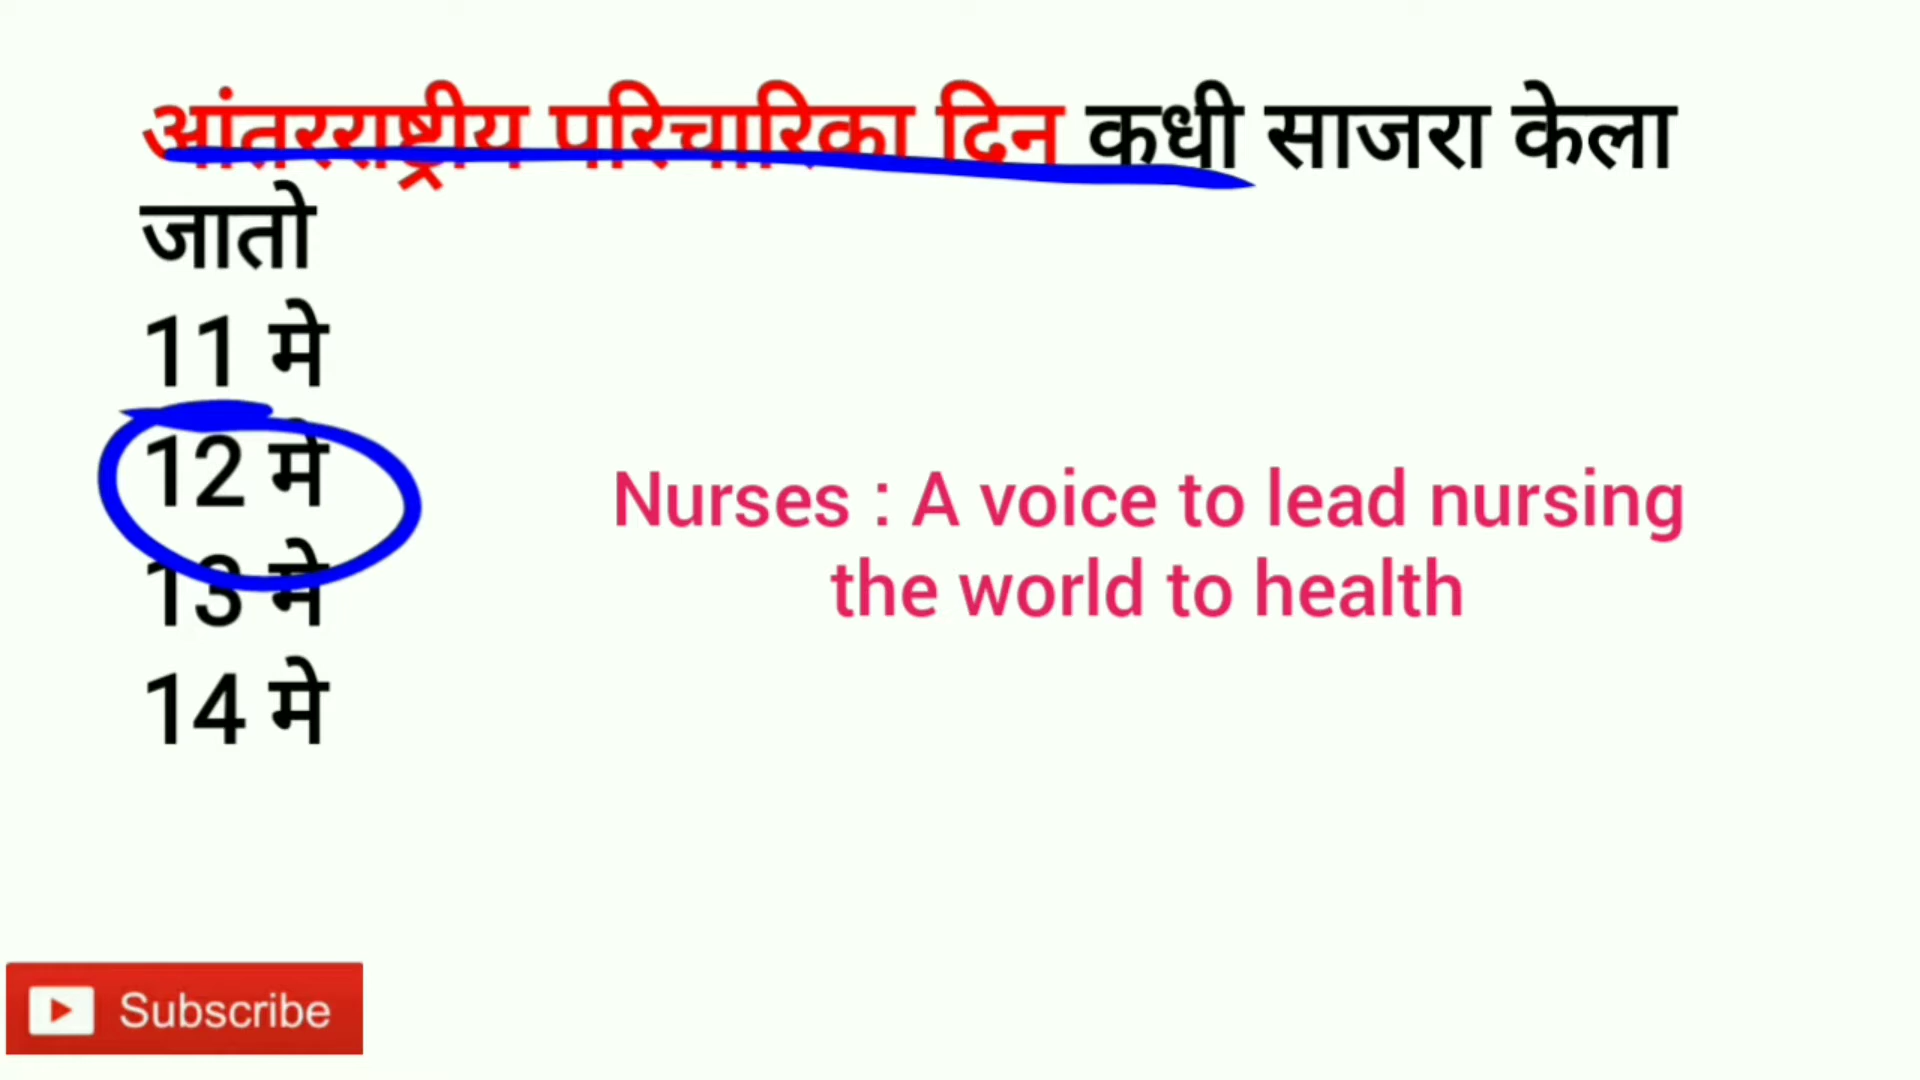 आंतरराष्ट्रीय परिचारिका दिन कधी साजरा केला
जातो
11 मे
12 मे
13 मे
14 मे
Nurses : A voice to lead nursing
the world to health
Subscribe